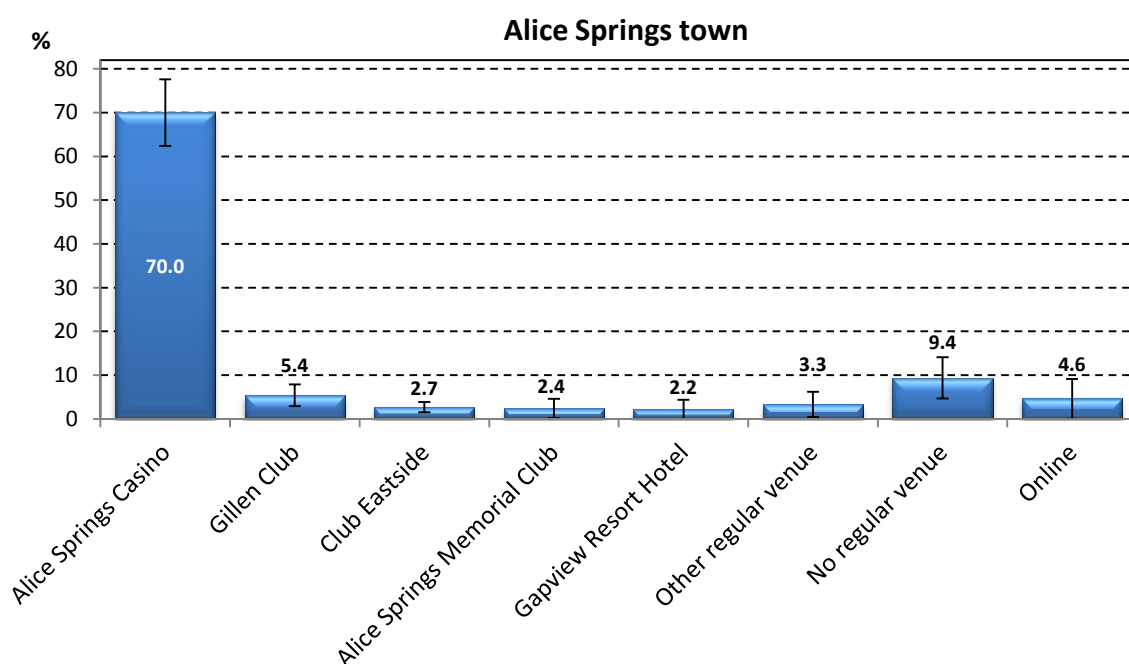 Alice Springs town
%
80
70
60
50
40
30
20
10
0
70.0
5.4
2.7
2.4
2.2
3.3
9.4
4.6
Alice Springs Casino
Gillen Club
Club Eastside
Alice Springs Memorial Club
Gapview Resort Hotel
Other regular venue
No regular venue
Online